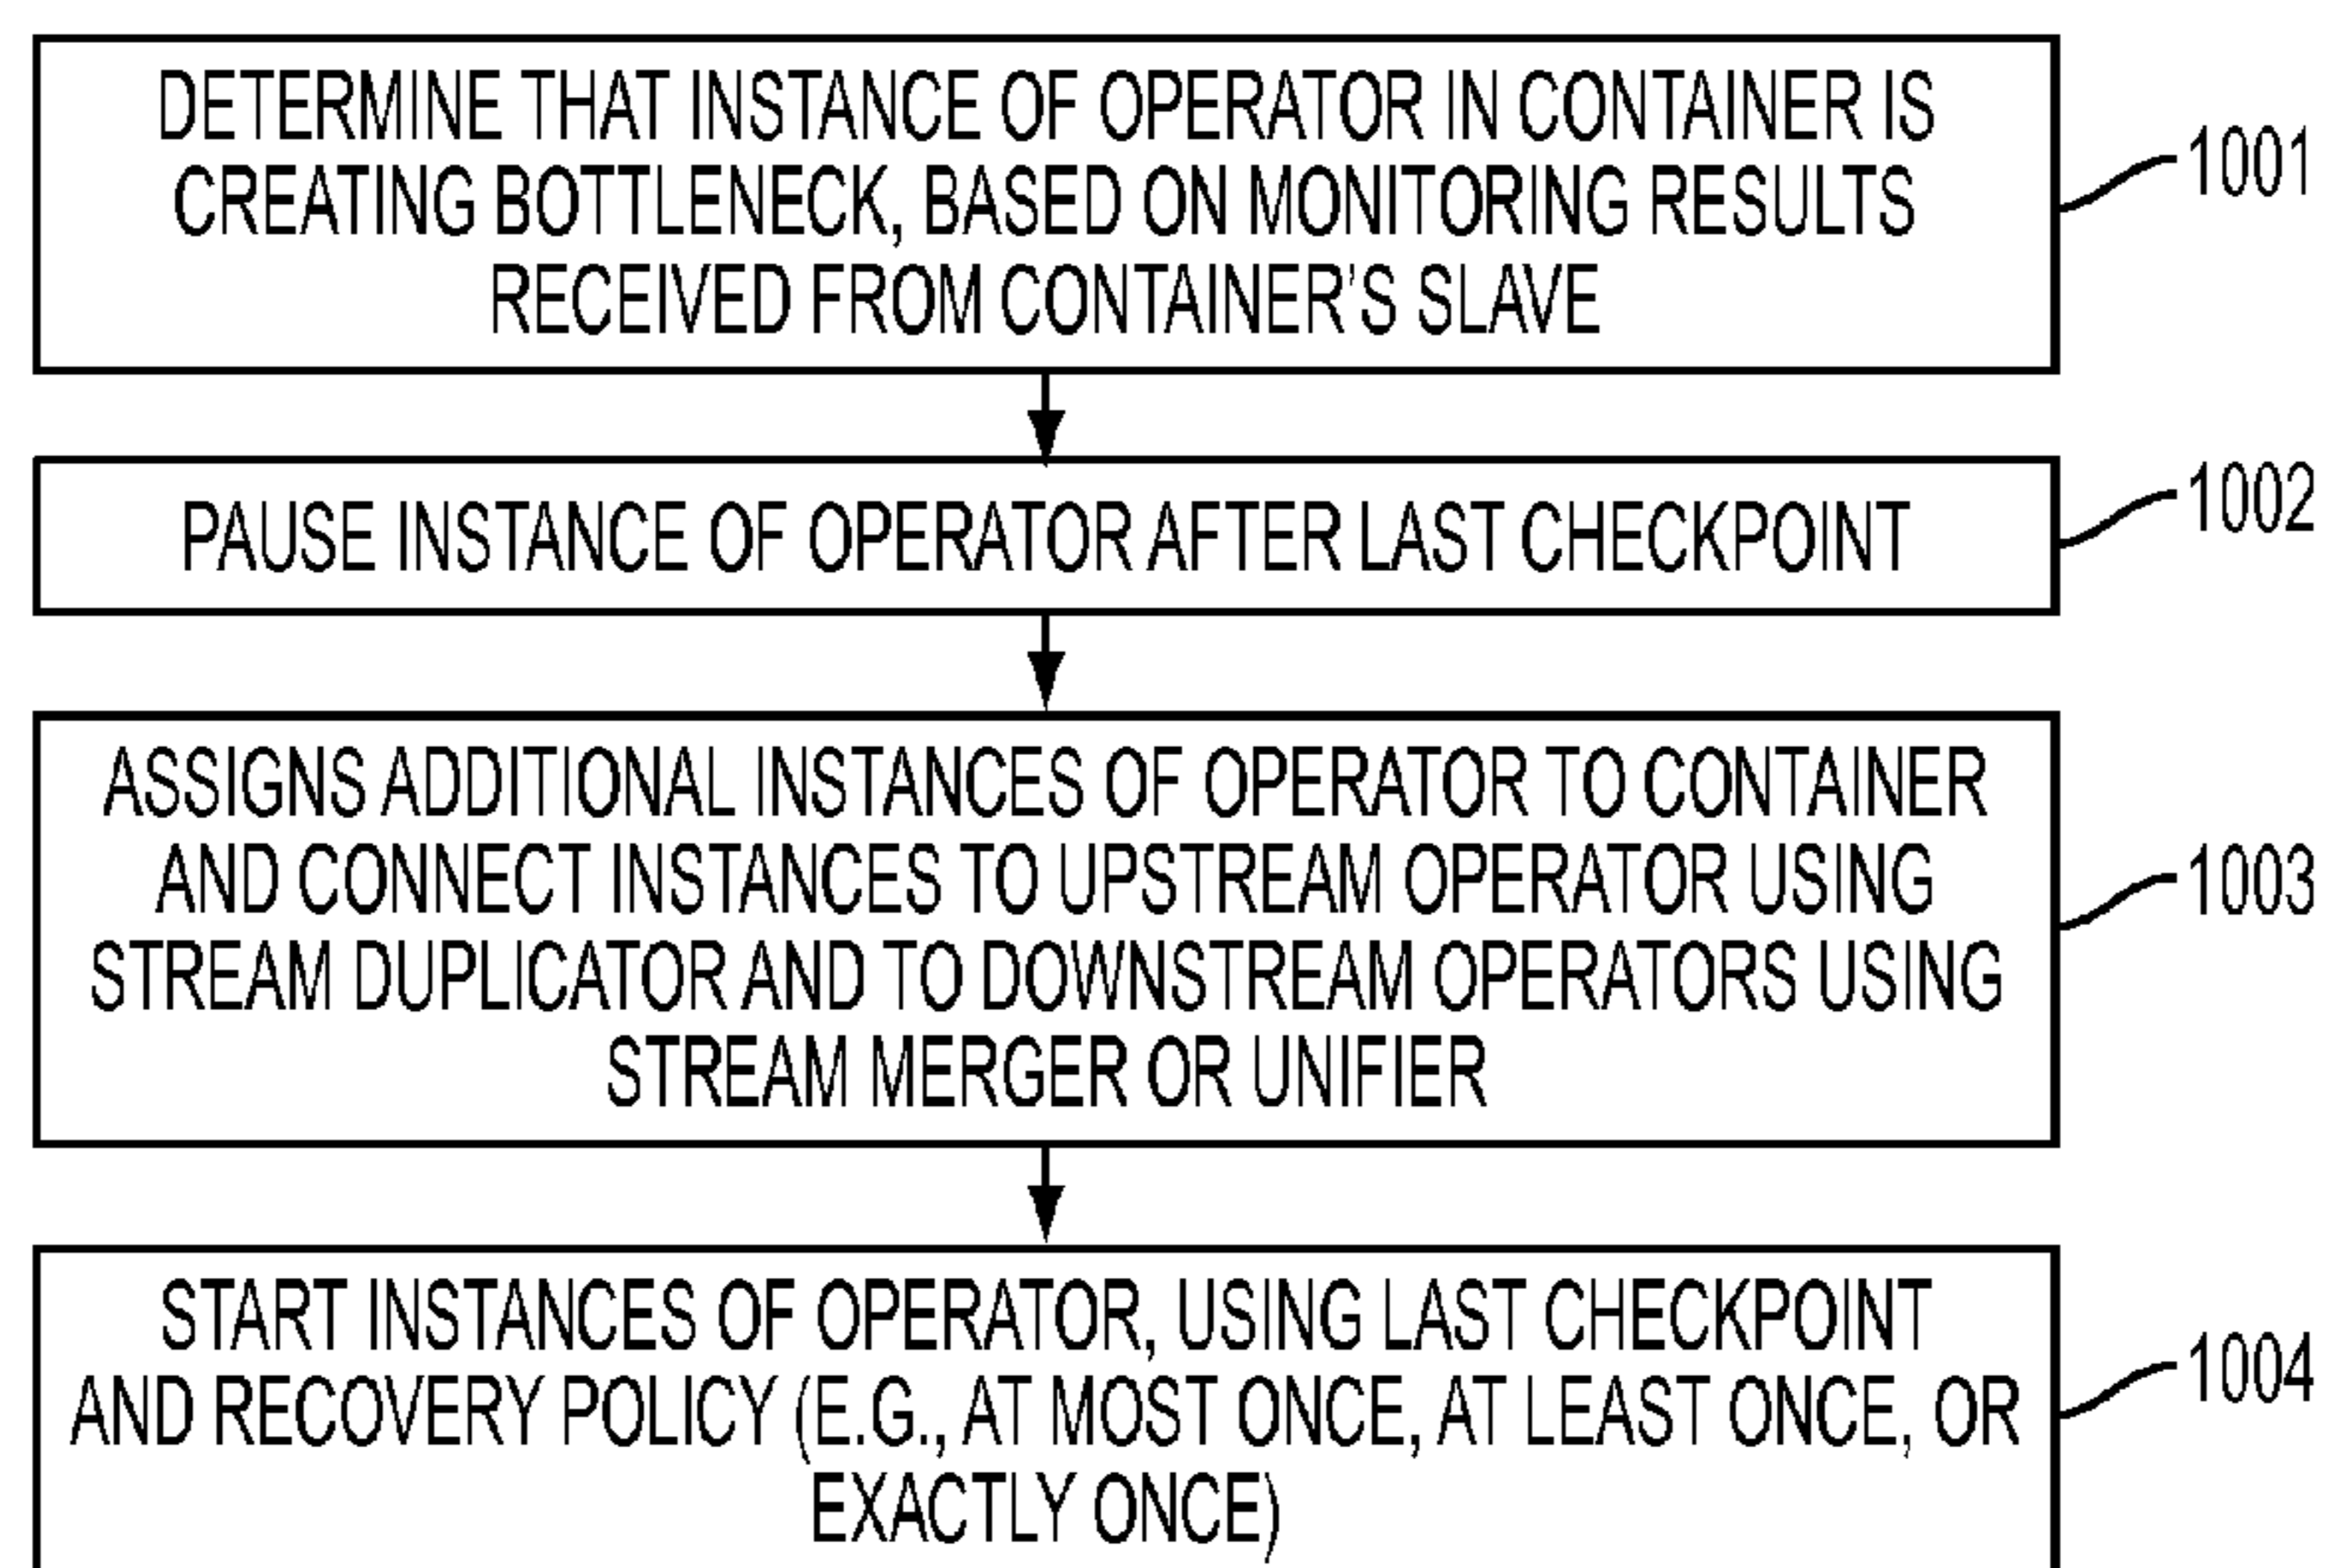 DETERMINE THAT INSTANCE OF OPERATOR IN CONTAINER IS
CREATING BOTTLENECK, BASED ON MONITORING RESULTS
RECEIVED FROM CONTAINER'S SLAVE
1001
PAUSE INSTANCE OF OPERATOR AFTER LAST CHECKPOINT
1002
ASSIGNS ADDITIONAL INSTANCES OF OPERATOR TO CONTAINER
AND CONNECT INSTANCES TO UPSTREAM OPERATOR USING
STREAM DUPLICATOR AND TO DOWNSTREAM OPERATORS USING
STREAM MERGER OR UNIFIER
1003
START INSTANCES OF OPERATOR, USING LAST CHECKPOINT
AND RECOVERY POLICY (E.G., AT MOST ONCE, AT LEAST ONCE, OR
EXACTLY ONCE)
1004